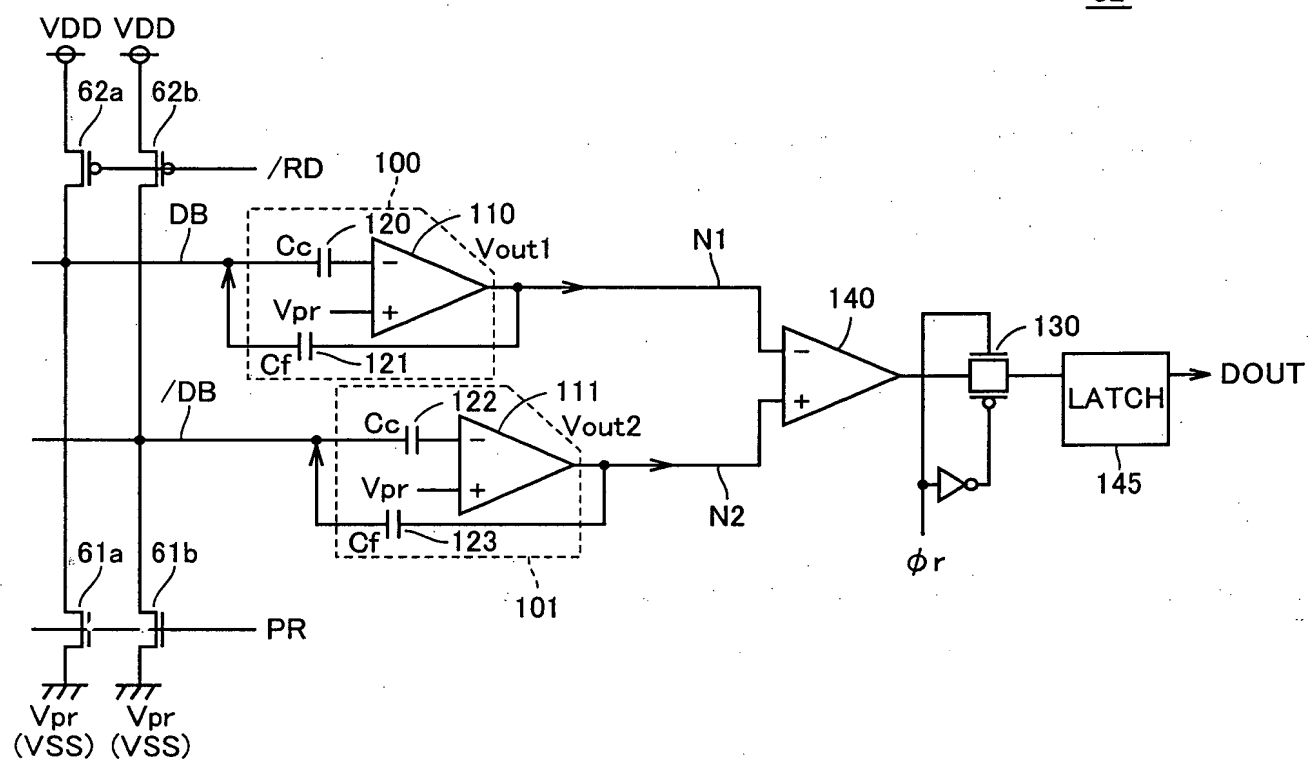 VDD VDD
62a 62b
/RD
100
DB
120
110
Cc
Vout1
N1
Vpr
140
130
Cf
121
/DB
122
111
Cc
Vout2
LATCH
DOUT
Vpr
N2
145
Cf
123
61a 61b
φr
101
PR
Vpr Vpr
(VSS) (VSS)